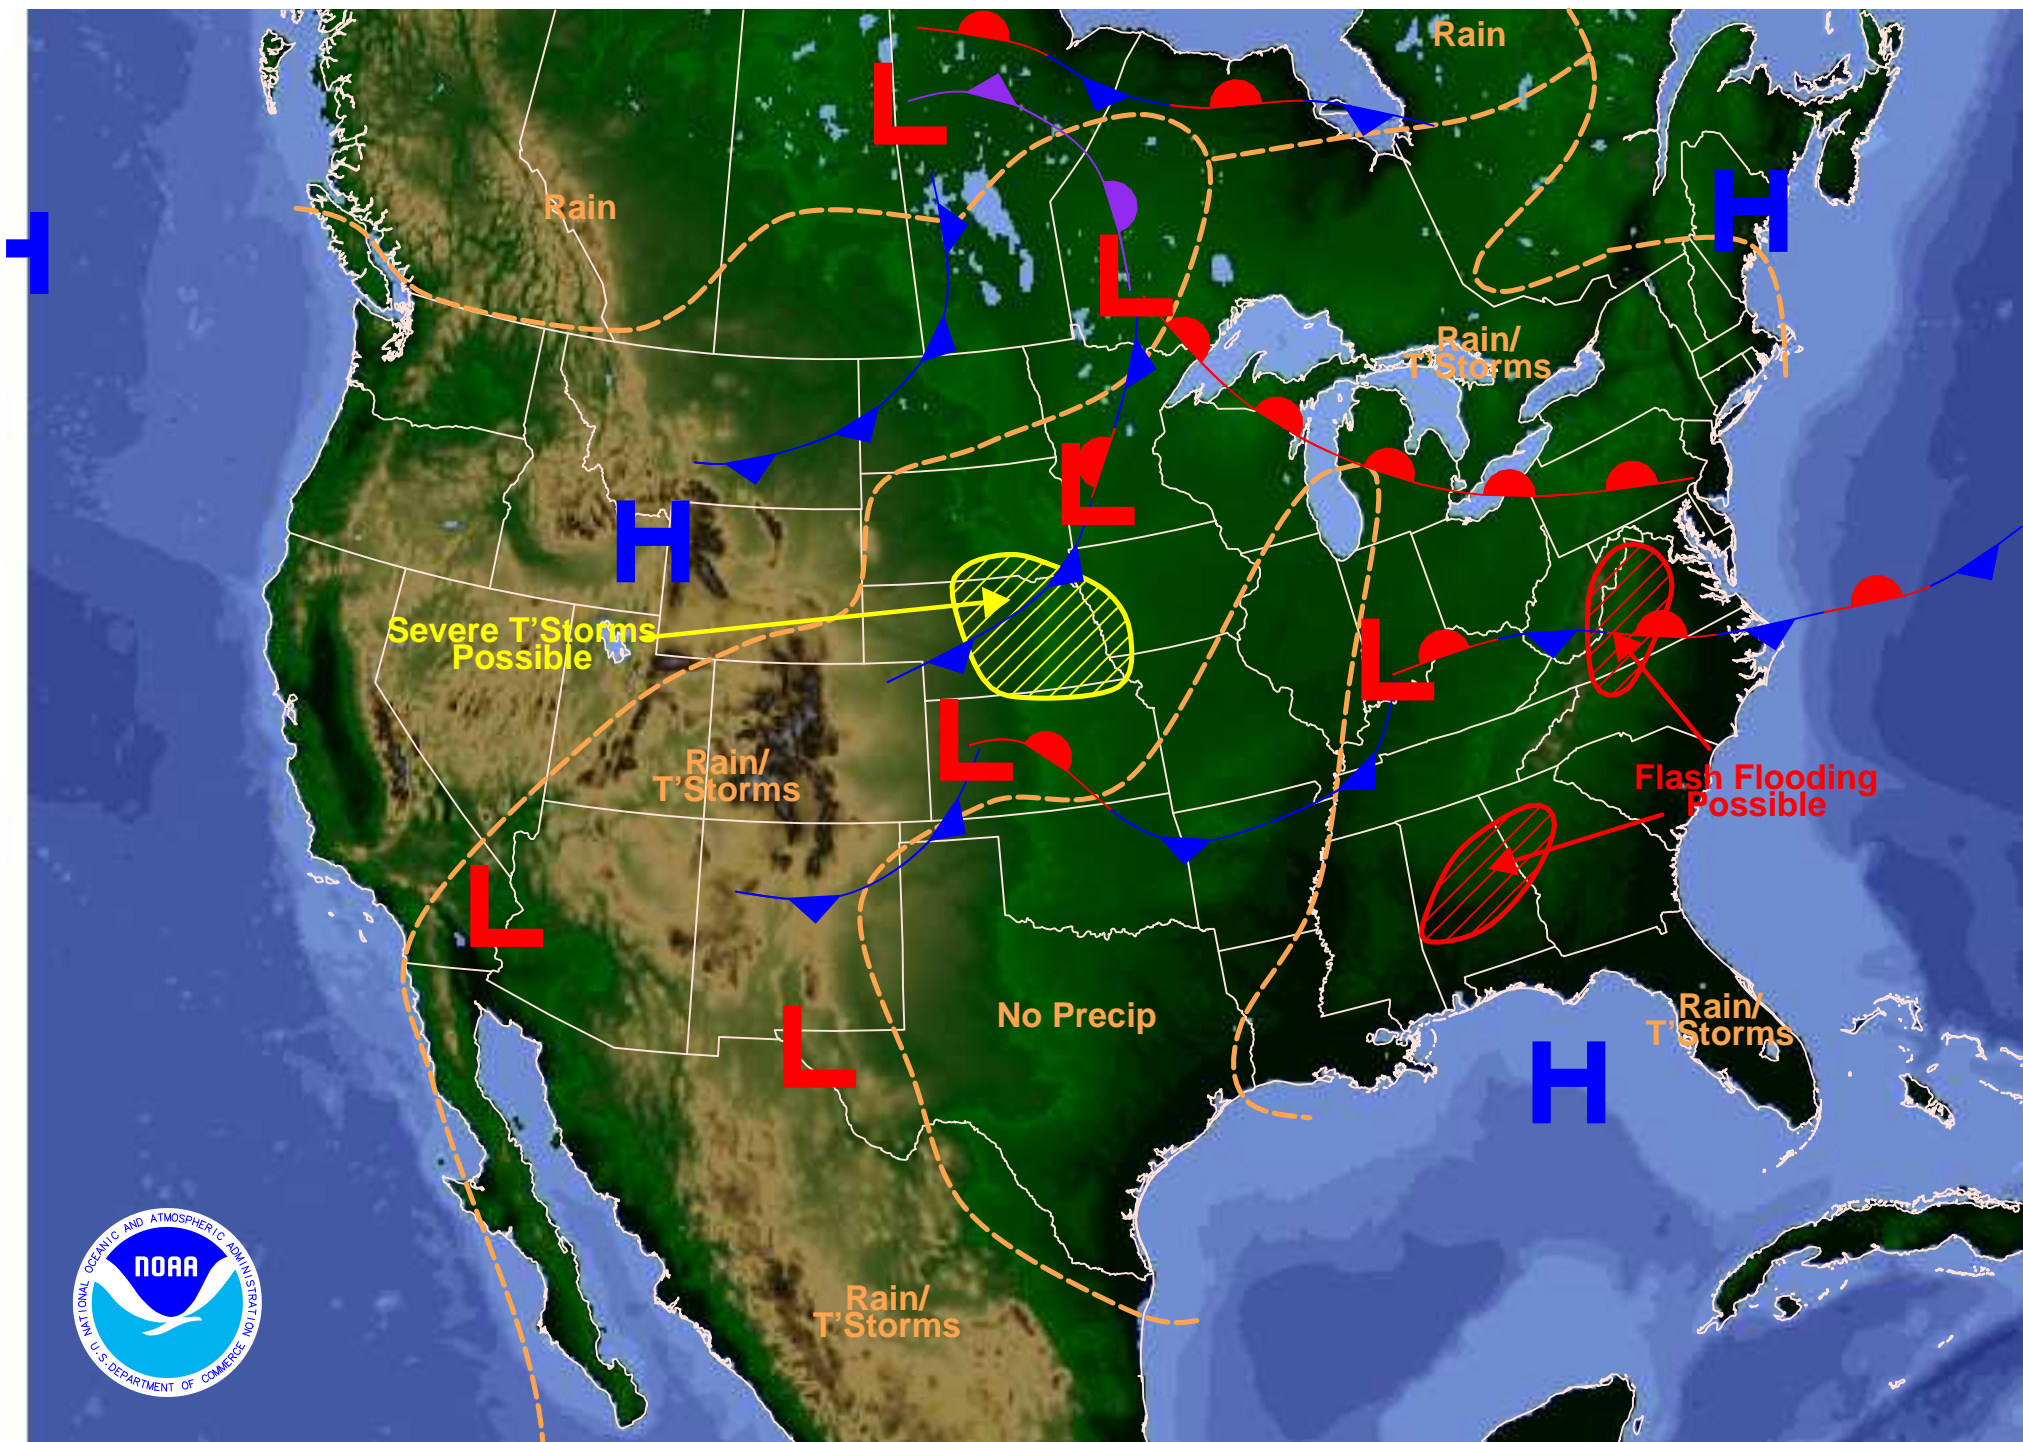 Rain
L
Rain
L
H
H
L
Rain/
T'Storms
L
H
Severe T'Storms
Possible
L
L
Rain/
T'Storms
Flash Flooding
Possible
L
No Precip
Rain/
T'Storms
L
H
Rain/
T'Storms
NATIONAL OCEANIC AND ATMOSPHERIC ADMINISTRATION
NOAA
U.S. DEPARTMENT OF COMMERCE